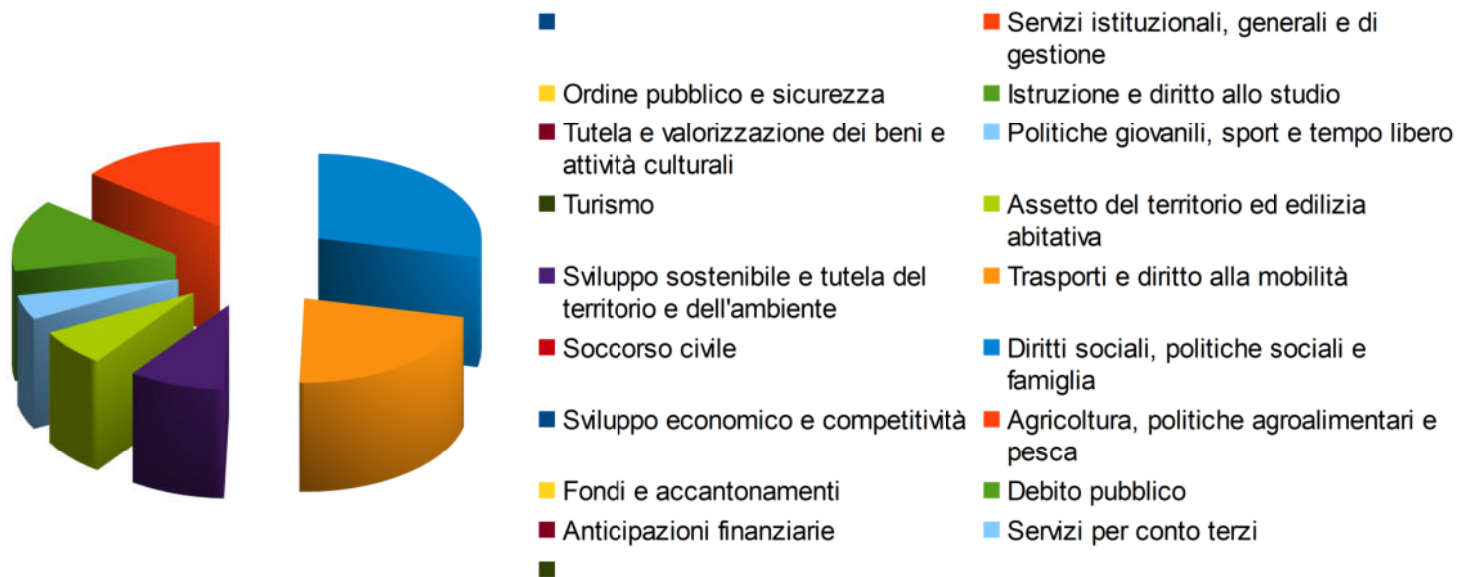 Servizi istituzionali, generali e di
gestione
Ordine pubblico e sicurezza
Istruzione e diritto allo studio
Tutela e valorizzazione dei beni e
attività culturali
Politiche giovanili, sport e tempo libero
Turismo
Assetto del territorio ed edilizia
abitativa
Sviluppo sostenibile e tutela del
territorio e dell'ambiente
Trasporti e diritto alla mobilità
Soccorso civile
Diritti sociali, politiche sociali e
famiglia
Sviluppo economico e competitività
Agricoltura, politiche agroalimentari e
pesca
Fondi e accantonamenti
Debito pubblico
Anticipazioni finanziarie
Servizi per conto terzi